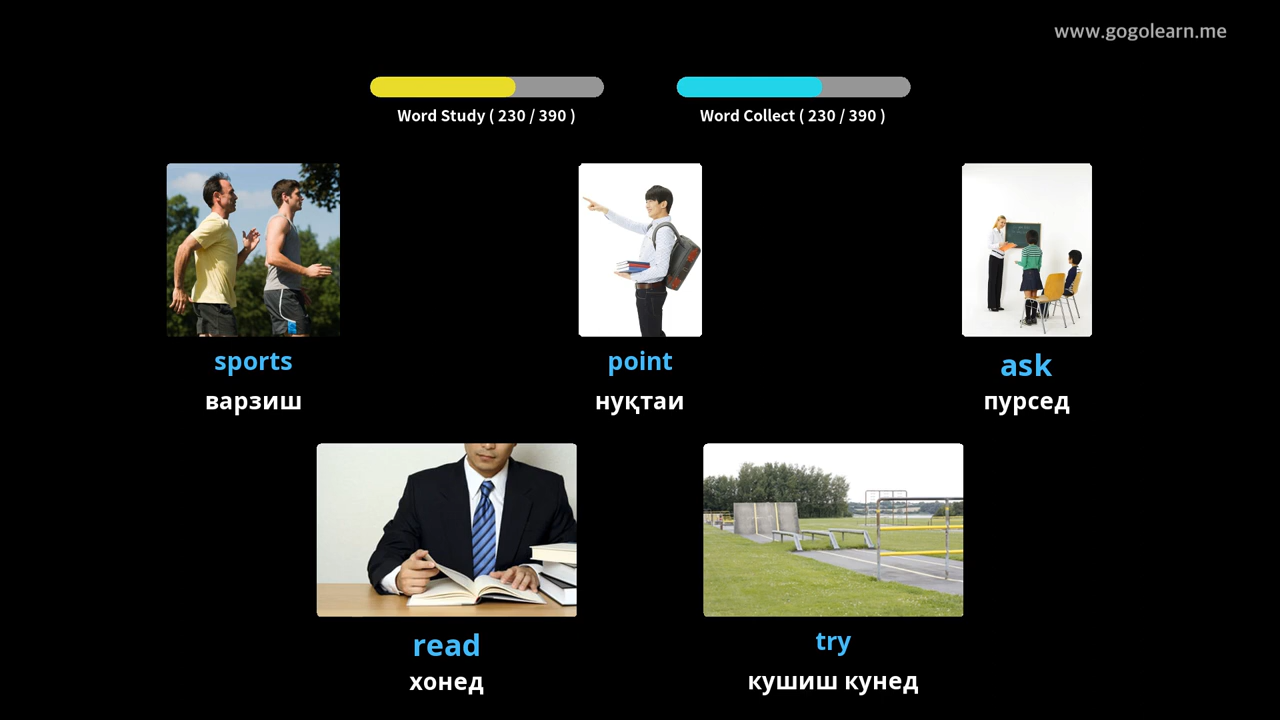 www.gogolearn.me
Word Study ( 230 / 390 )
Word Collect ( 230 / 390 )
sports
point
ask
варзиш
нуқтаи
пурсед
read
try
хонед
кушиш кунед